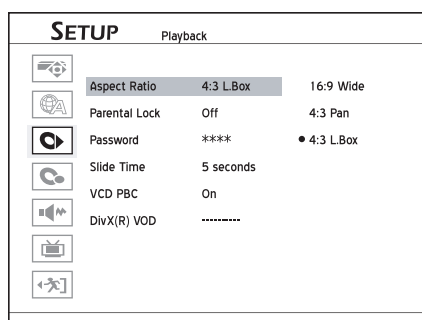 SETUP Playback
Aspect Ratio 4:3 L.Box 16:9 Wide
Parental Lock Off 4:3 Pan
Password **** ● 4:3 L.Box
Slide Time 5 seconds
VCD PBC On
DivX(R) VOD ----------